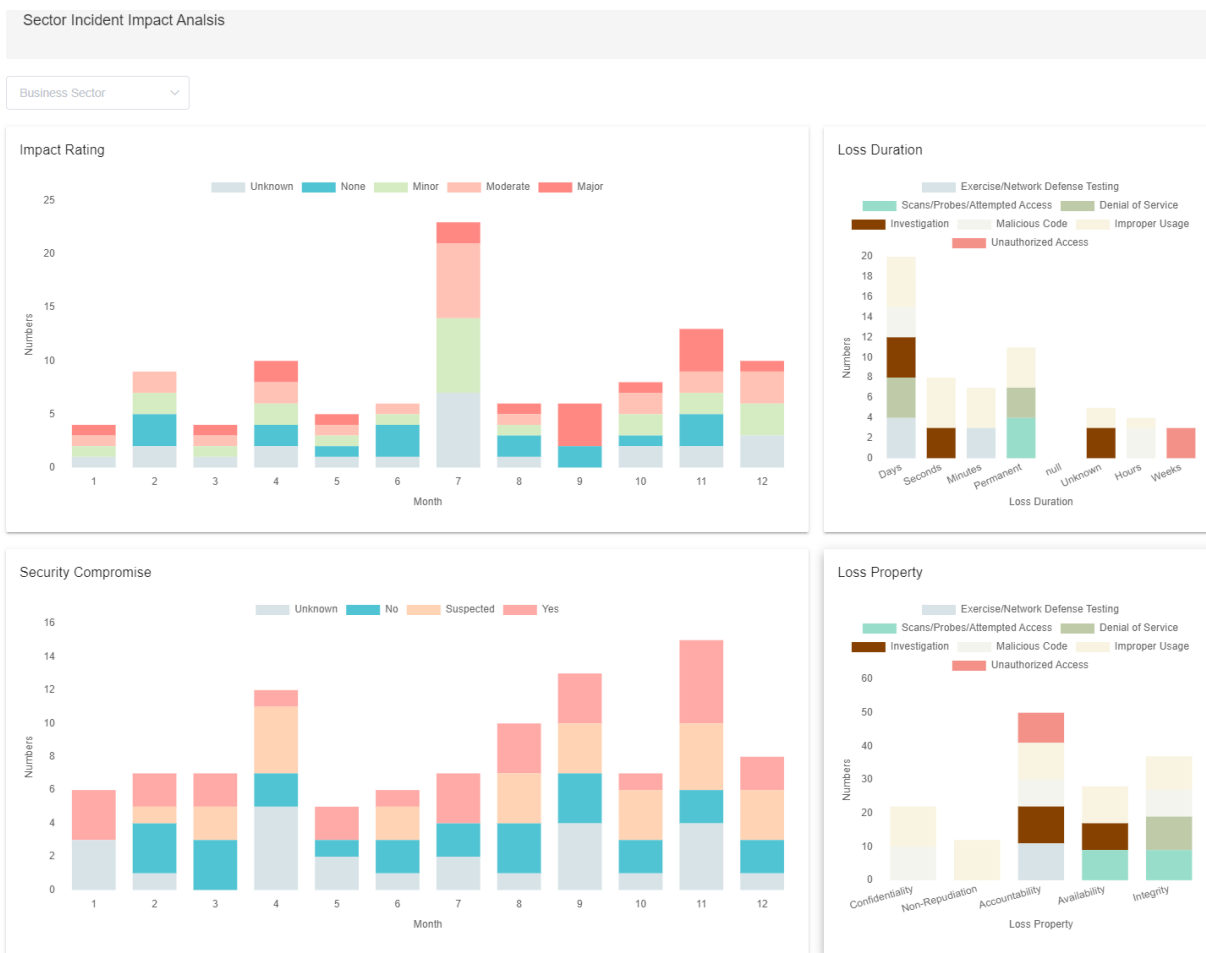 Sector Incident Impact Analsis
Business Sector
Impact Rating
Unknown None Minor Moderate Major
25
20
15
10
5
0
Numbers
1 2 3 4 5 6 7 8 9 10 11 12
Month
Loss Duration
Exercise/Network Defense Testing
Scans/Probes/Attempted Access Denial of Service
Investigation Malicious Code Improper Usage
Unauthorized Access
20
18
16
14
12
10
8
6
4
2
0
Numbers
Days Seconds Minutes Permanent null Unknown Hours Weeks
Loss Duration
Security Compromise
Unknown No Suspected Yes
16
14
12
10
8
6
4
2
0
Numbers
1 2 3 4 5 6 7 8 9 10 11 12
Month
Loss Property
Exercise/Network Defense Testing
Scans/Probes/Attempted Access Denial of Service
Investigation Malicious Code Improper Usage
Unauthorized Access
60
50
40
30
20
10
0
Numbers
Confidentiality Non-Repudiation Accountability Availability Integrity
Loss Property